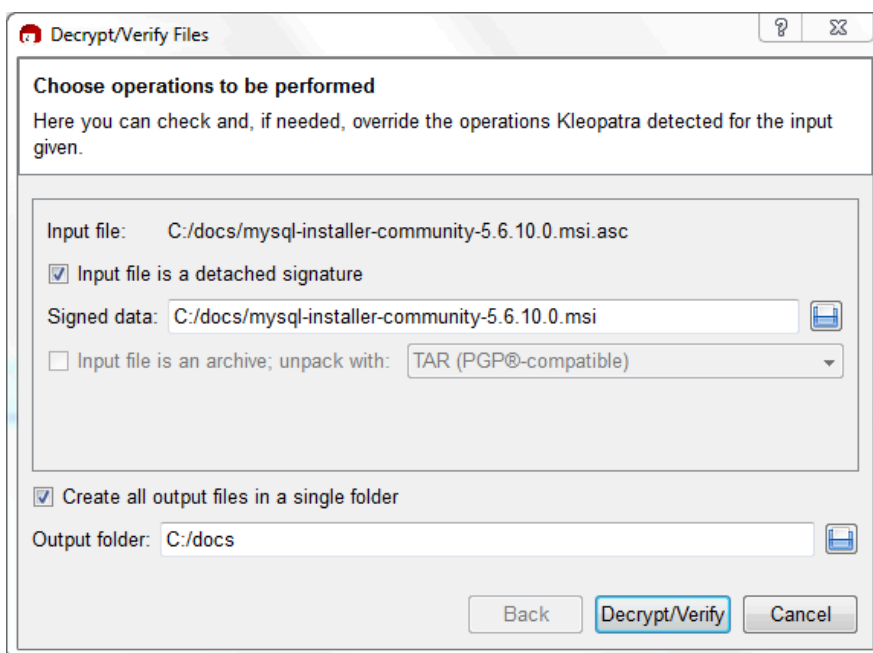 Decrypt/Verify Files
Choose operations to be performed
Here you can check and, if needed, override the operations Kleopatra detected for the input
given.
Input file: C:/docs/mysql-installer-community-5.6.10.0.msi.asc
Input file is a detached signature
Signed data: C:/docs/mysql-installer-community-5.6.10.0.msi
Input file is an archive; unpack with: TAR (PGP®-compatible)
Create all output files in a single folder
Output folder: C:/docs
Back Decrypt/Verify Cancel